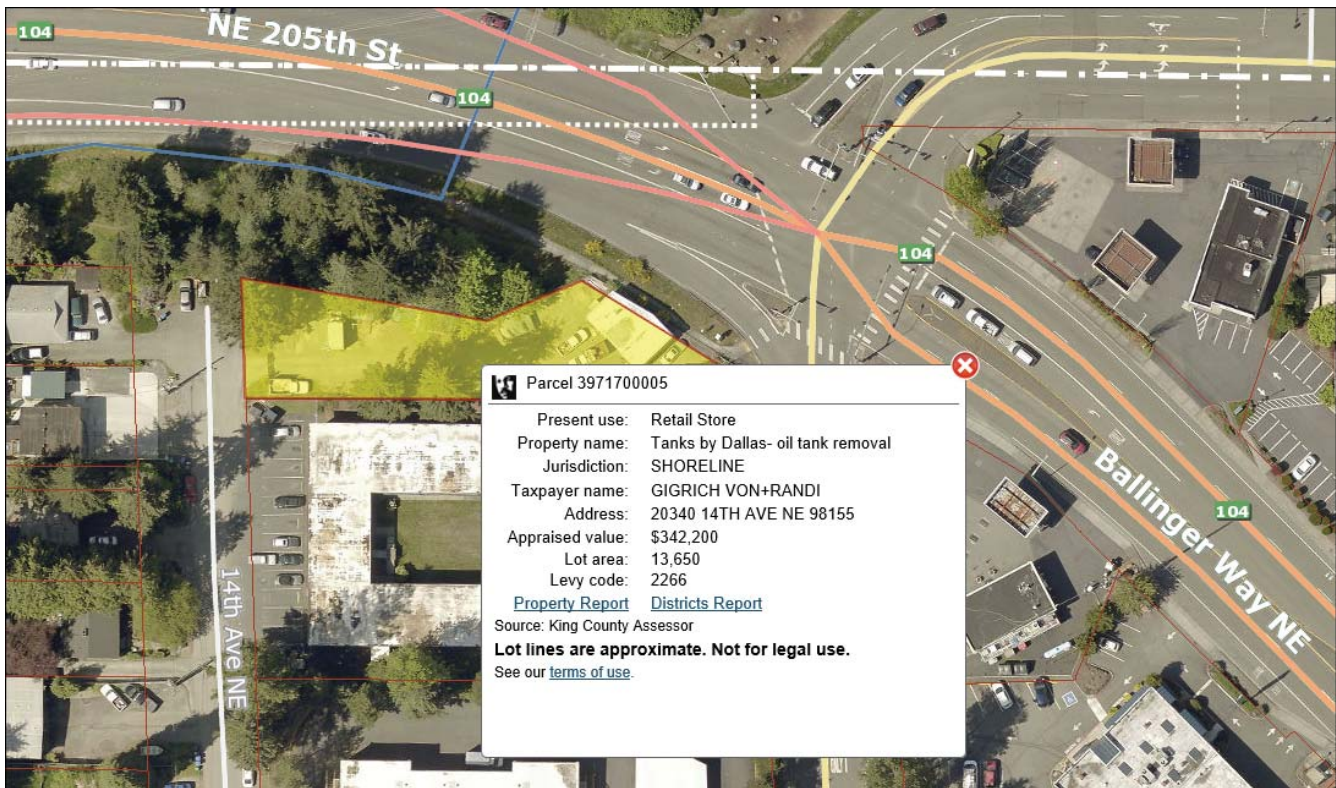 104
NE 205th St
104
104
Parcel 3971700005
Present use: Retail Store
Property name: Tanks by Dallas- oil tank removal
Jurisdiction: SHORELINE
Taxpayer name: GIGRICH VON+RANDI
Address: 20340 14TH AVE NE 98155
Appraised value: $342,200
Lot area: 13,650
Levy code: 2266
Property Report Districts Report
Source: King County Assessor
Lot lines are approximate. Not for legal use.
See our terms of use.
14th Ave NE
Ballinger Way NE
104